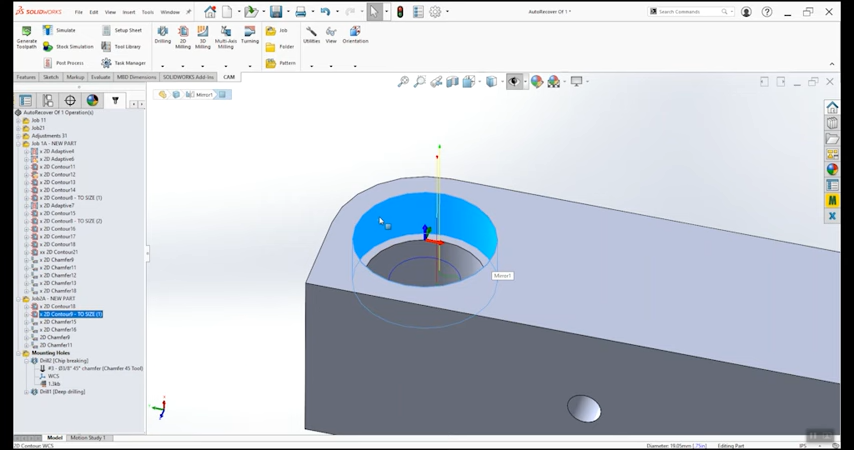 SOLIDWORKS
File Edit View Insert Tools Window
AutoRecover Of 1 *
Search Commands
Generate Toolpath
Simulate
Stock Simulation
Post Process
Setup Sheet
Tool Library
Task Manager
Drilling
2D Milling
3D Milling
Multi-Axis Milling
Turning
Job
Folder
Pattern
Utilities
View
Orientation
Features Sketch Markup Evaluate MBD Dimensions SOLIDWORKS Add-Ins CAM
Mirror1
AutoRecover Of 1 Operation(s)
Job 11
Job21
Adjustments 31
Job 1A - NEW PART
x 2D Adaptive4
x 2D Adaptive6
x 2D Contour11
x 2D Contour12
x 2D Contour13
x 2D Contour14
x 2D Contour8 - TO SIZE (1)
x 2D Adaptive7
x 2D Contour15
x 2D Contour8 - TO SIZE (2)
x 2D Contour16
x 2D Contour17
x 2D Contour18
xx 2D Contour21
x 2D Chamfer9
x 2D Chamfer11
x 2D Chamfer12
x 2D Chamfer13
x 2D Chamfer18
Job2A - NEW PART
x 2D Contour18
x 2D Contour9 - TO SIZE (1)
x 2D Chamfer15
x 2D Chamfer16
2D Chamfer9
2D Chamfer11
Mounting Holes
Drill2 [Chip breaking]
#3 - Ø3/8" 45° chamfer (Chamfer 45 Tool)
WCS
1.3kb
Drill1 [Deep drilling]
Mirror1
Model Motion Study 1
2D Contour: WCS
Diameter: 19.05mm [.75in]
Editing Part
IPS